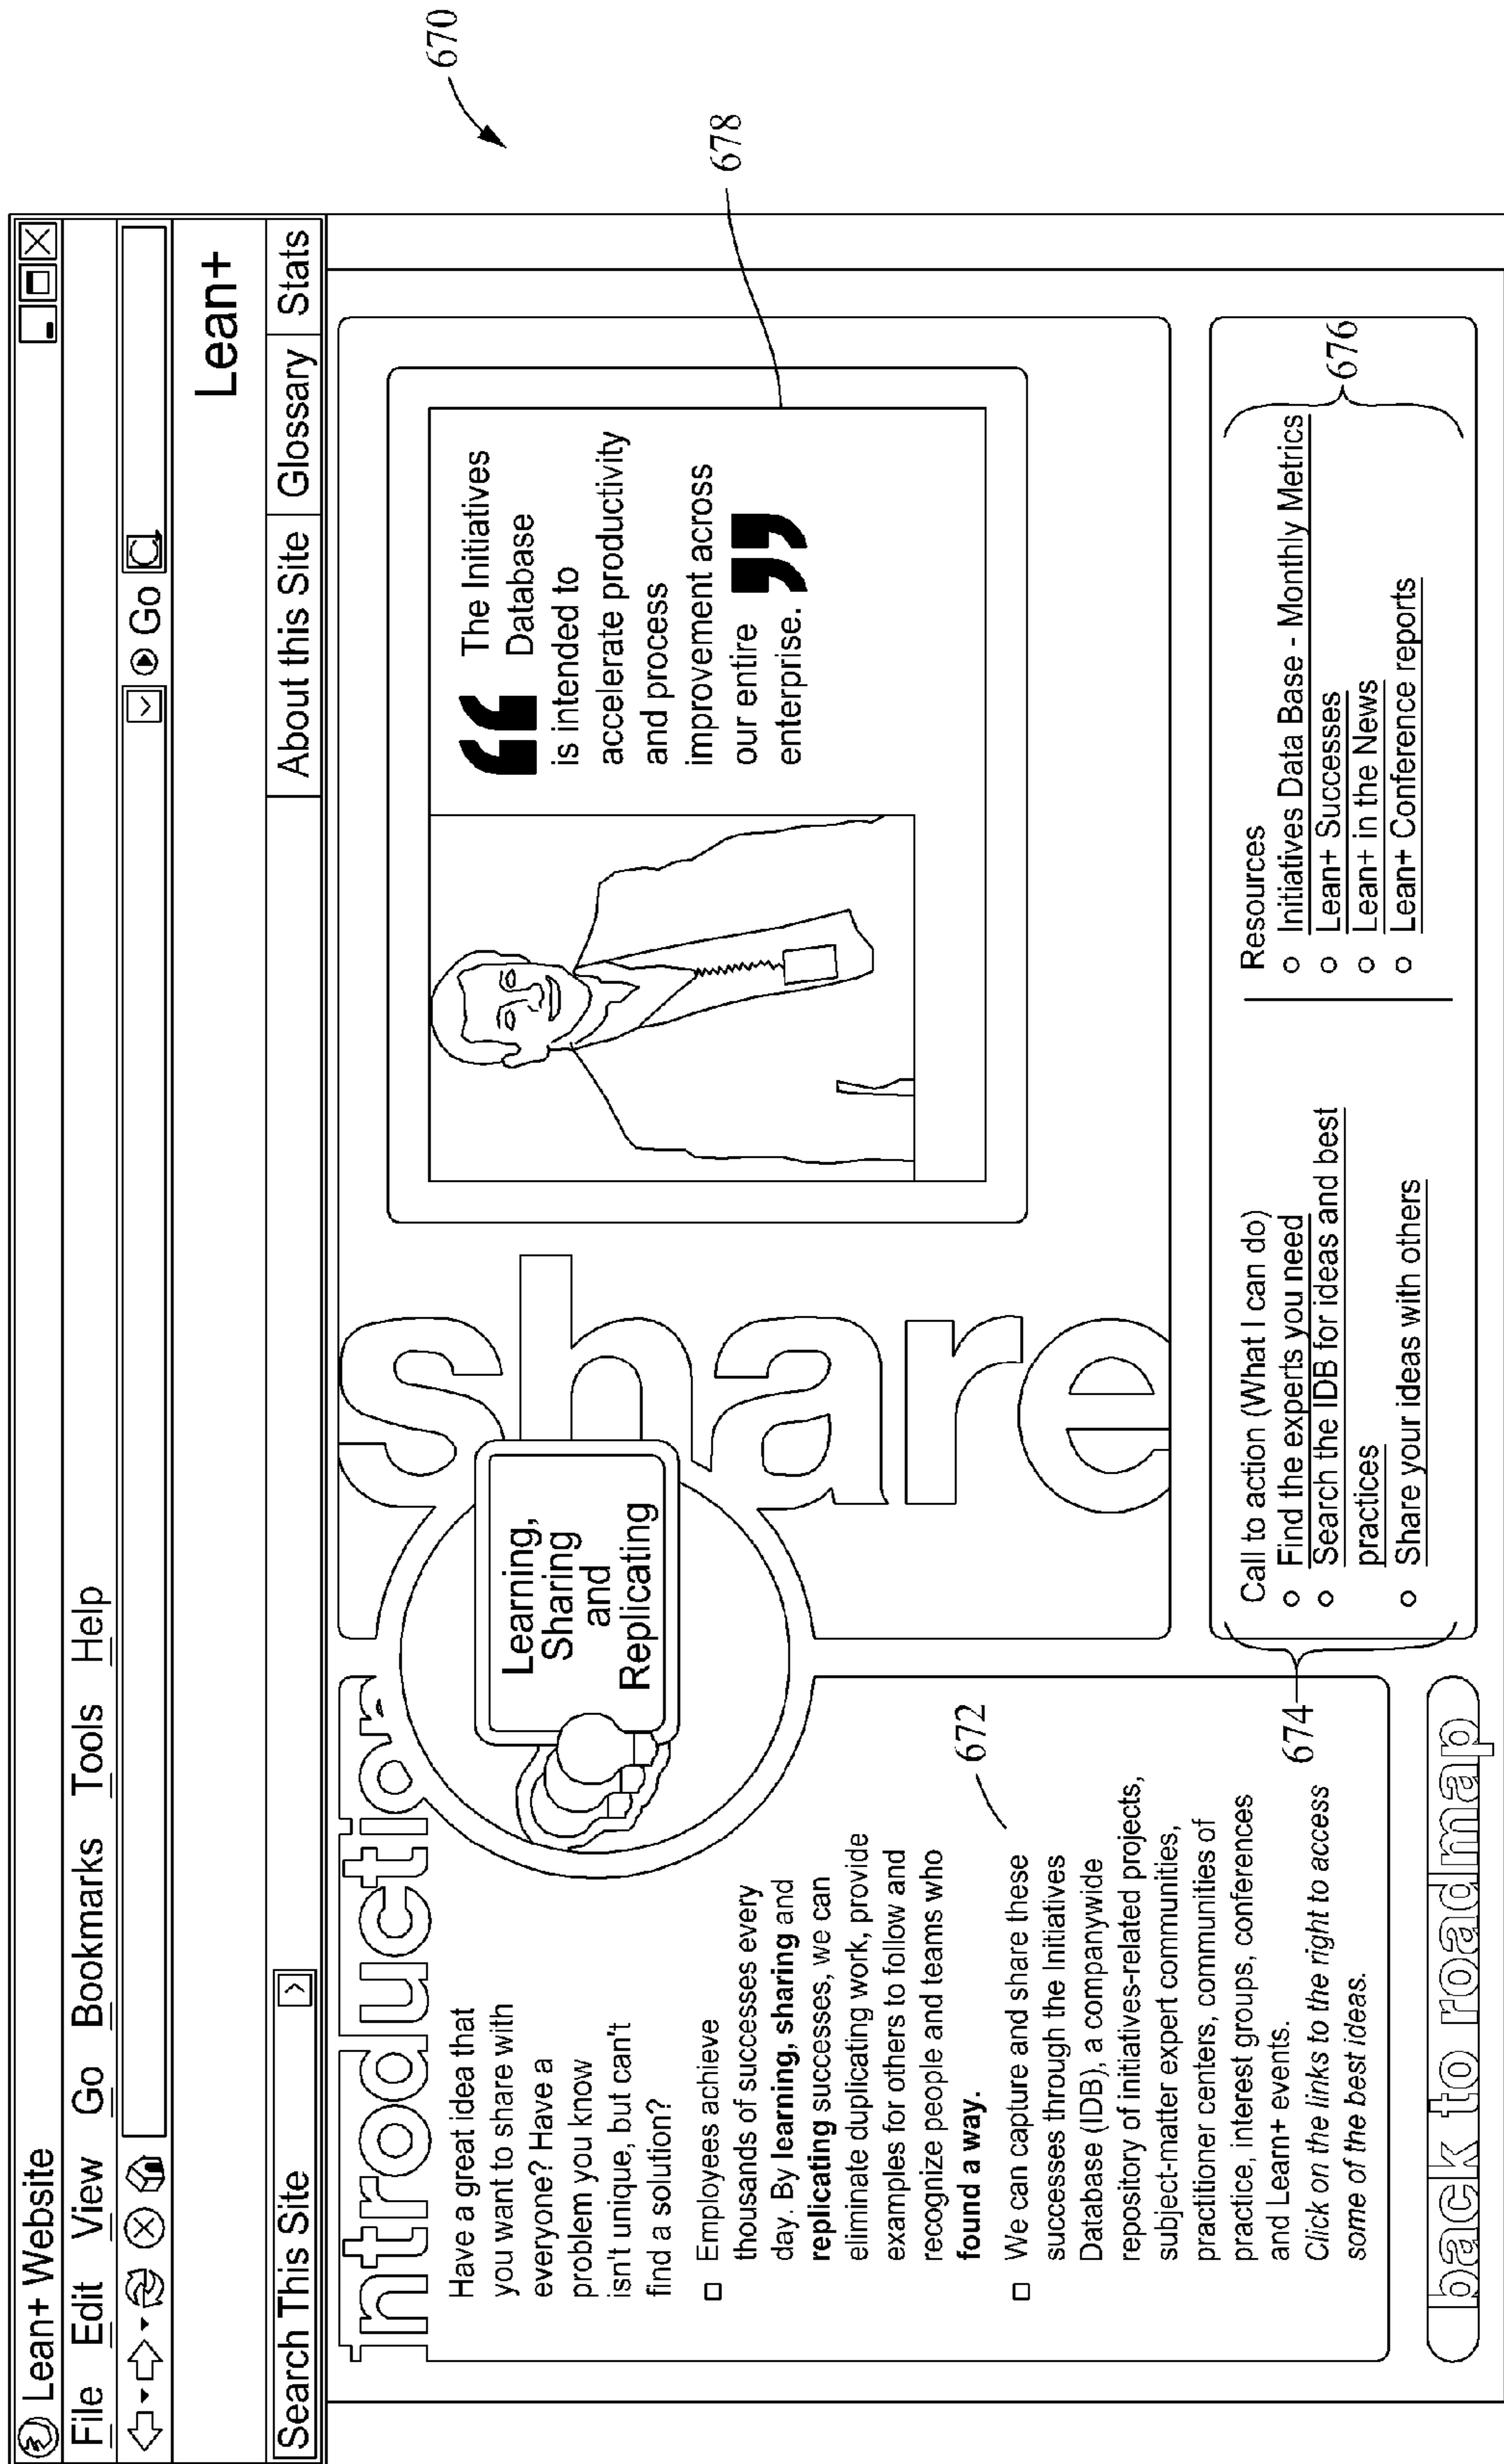 Lean+ Website
File Edit View Go Bookmarks Tools Help
Go
Lean+
Search This Site
About this Site Glossary Stats
introduction
Have a great idea that
you want to share with
everyone? Have a
problem you know
isn't unique, but can't
find a solution?
Employees achieve
thousands of successes every
day. By learning, sharing and
replicating successes, we can
eliminate duplicating work, provide
examples for others to follow and
recognize people and teams who
found a way.
We can capture and share these
successes through the Initiatives
Database (IDB), a companywide
repository of initiatives-related projects,
subject-matter expert communities,
practitioner centers, communities of
practice, interest groups, conferences
and Learn+ events.
Click on the links to the right to access
some of the best ideas.
back to roadmap
Learning,
Sharing
and
Replicating
share
“ The Initiatives
Database
is intended to
accelerate productivity
and process
improvement across
our entire
enterprise. ”
Call to action (What I can do)
Find the experts you need
Search the IDB for ideas and best
practices
Share your ideas with others
Resources
Initiatives Data Base - Monthly Metrics
Lean+ Successes
Lean+ in the News
Lean+ Conference reports
670
678
676
672
674